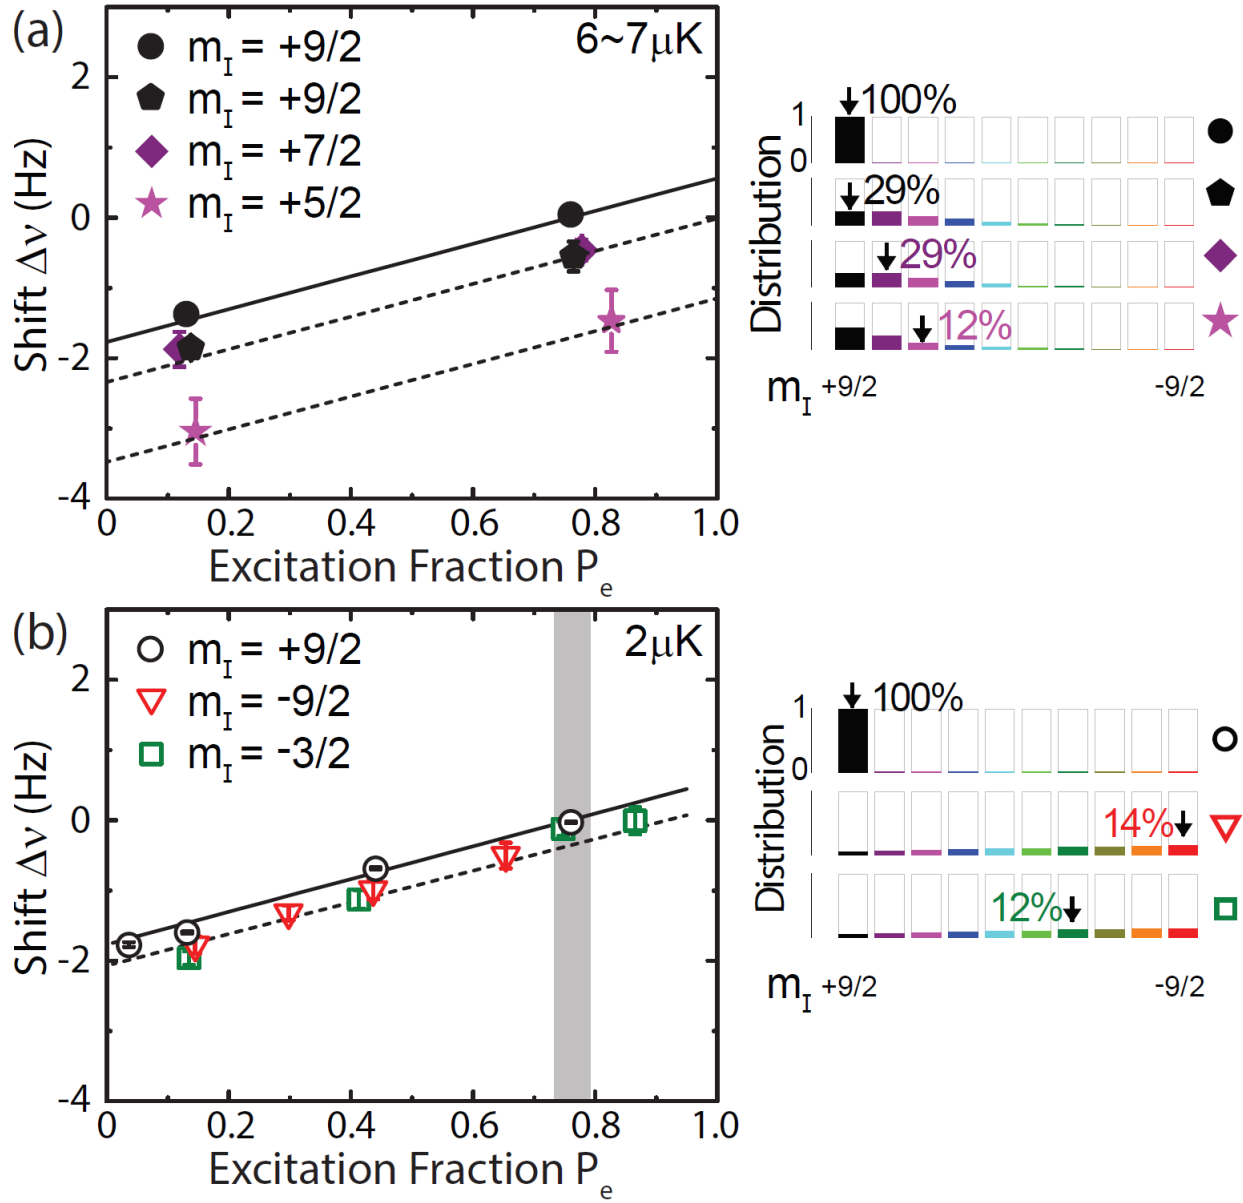 (a)
m_I = +9/2
m_I = +9/2
m_I = +7/2
m_I = +5/2
6~7μK
2
0
-2
-4
Shift Δν (Hz)
0 0.2 0.4 0.6 0.8 1.0
Excitation Fraction P_e
1
0
Distribution
100%
29%
29%
12%
m_I +9/2 -9/2
(b)
m_I = +9/2
m_I = -9/2
m_I = -3/2
2μK
2
0
-2
-4
Shift Δν (Hz)
0 0.2 0.4 0.6 0.8 1.0
Excitation Fraction P_e
1
0
Distribution
100%
14%
12%
m_I +9/2 -9/2